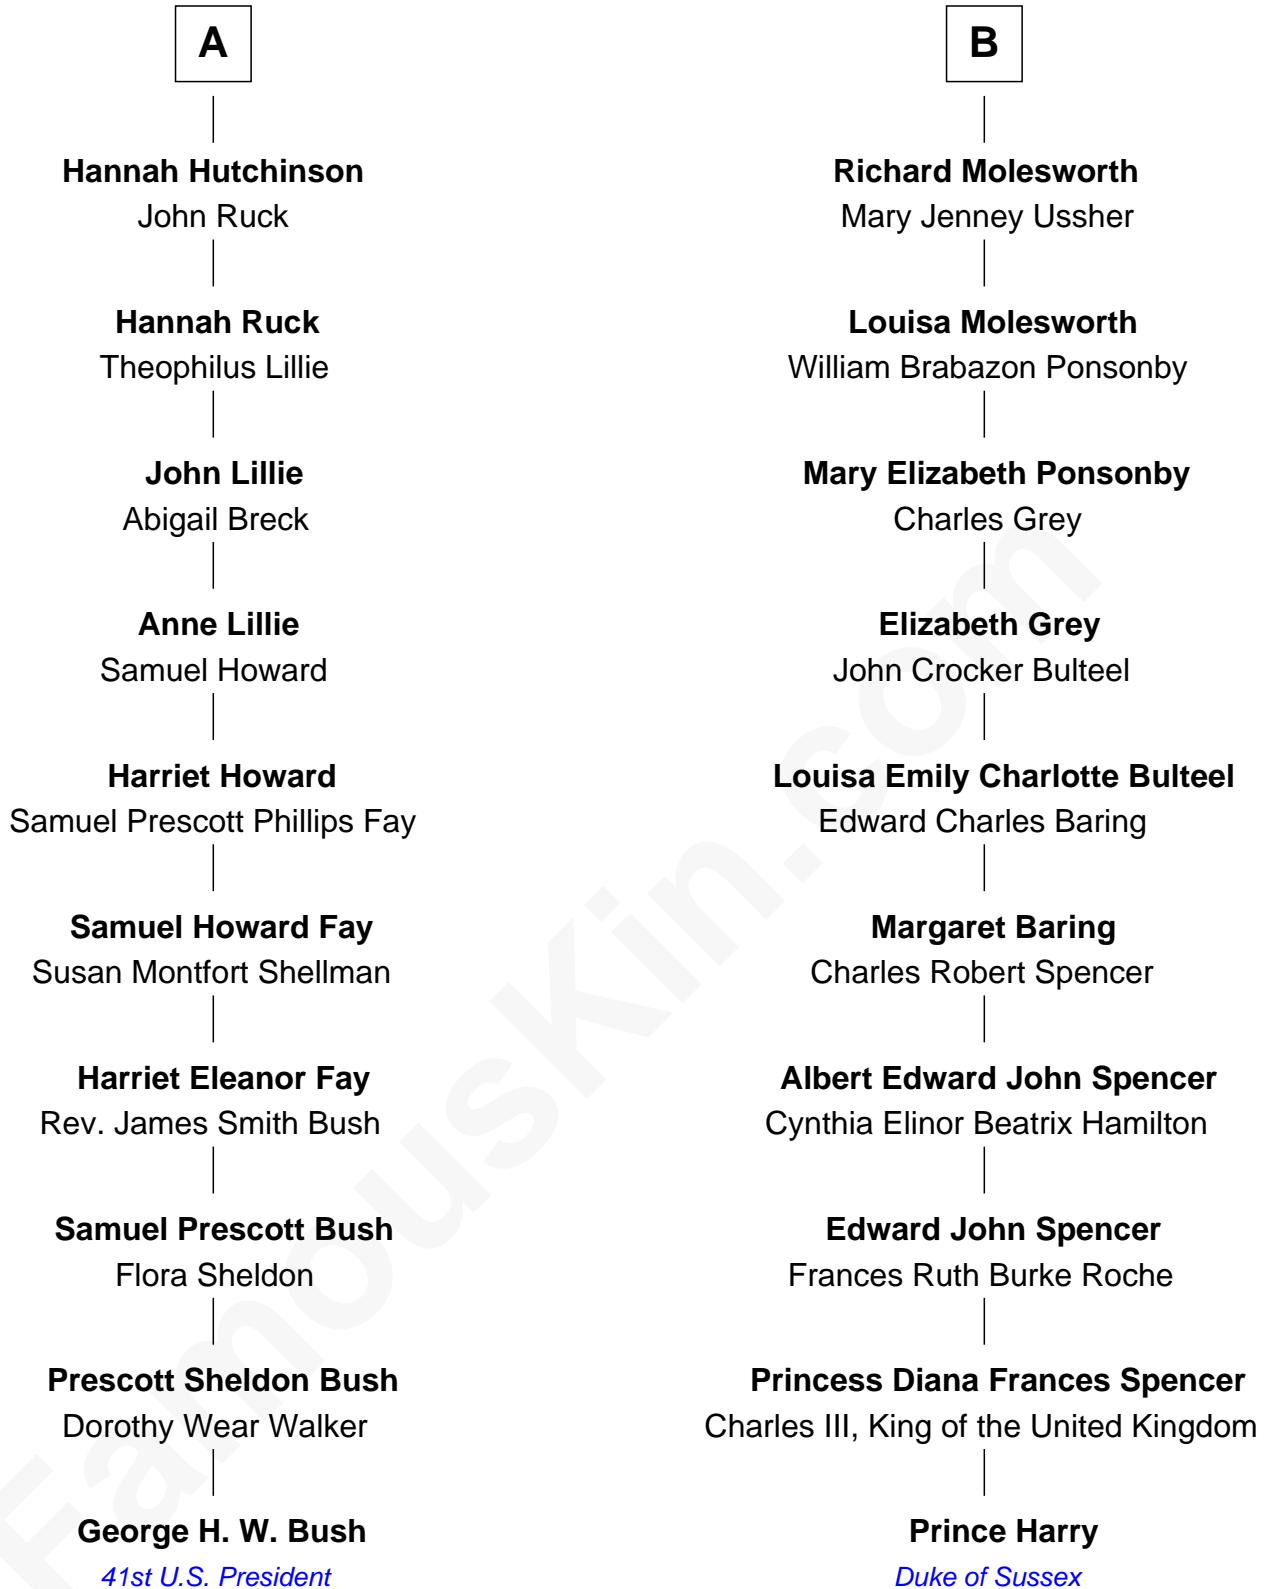 A
Hannah Hutchinson
John Ruck
Hannah Ruck
Theophilus Lillie
John Lillie
Abigail Breck
Anne Lillie
Samuel Howard
Harriet Howard
Samuel Prescott Phillips Fay
Samuel Howard Fay
Susan Montfort Shellman
Harriet Eleanor Fay
Rev. James Smith Bush
Samuel Prescott Bush
Flora Sheldon
Prescott Sheldon Bush
Dorothy Wear Walker
George H. W. Bush
41st U.S. President
B
Richard Molesworth
Mary Jenney Ussher
Louisa Molesworth
William Brabazon Ponsonby
Mary Elizabeth Ponsonby
Charles Grey
Elizabeth Grey
John Crocker Bulteel
Louisa Emily Charlotte Bulteel
Edward Charles Baring
Margaret Baring
Charles Robert Spencer
Albert Edward John Spencer
Cynthia Elinor Beatrix Hamilton
Edward John Spencer
Frances Ruth Burke Roche
Princess Diana Frances Spencer
Charles III, King of the United Kingdom
Prince Harry
Duke of Sussex
FamousKin.com